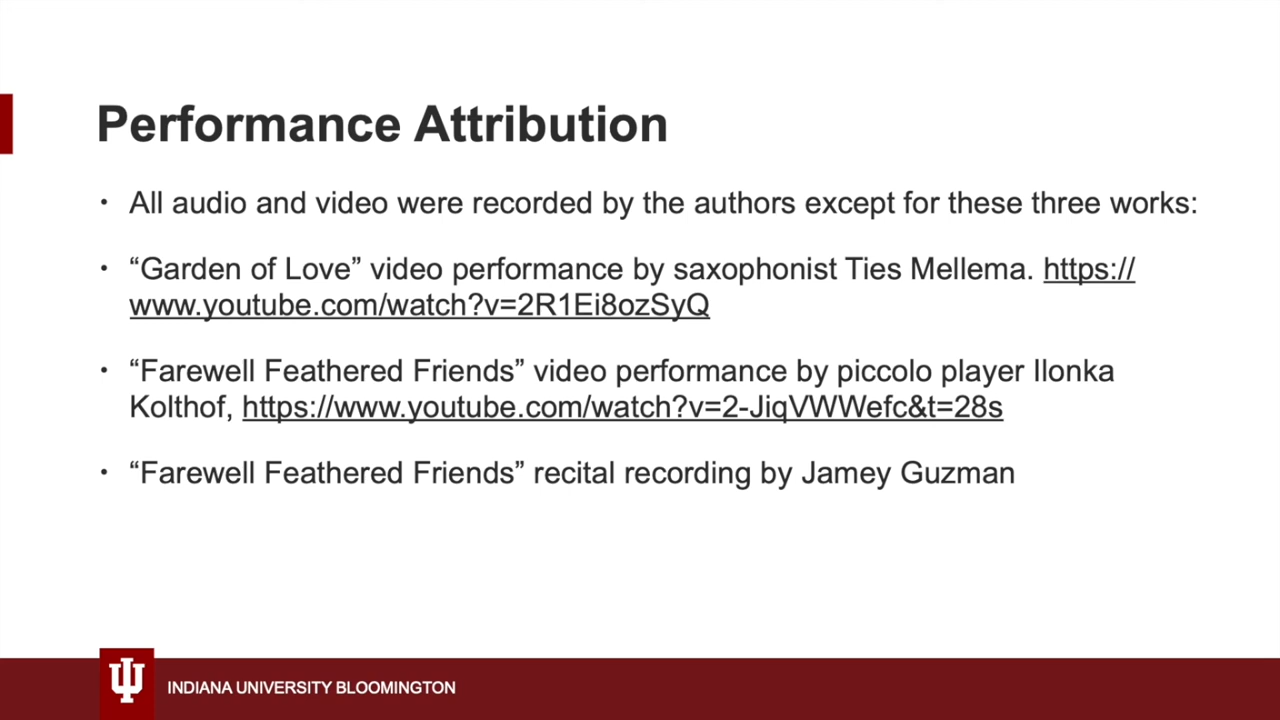 Performance Attribution
• All audio and video were recorded by the authors except for these three works:
• “Garden of Love” video performance by saxophonist Ties Mellema. https://
www.youtube.com/watch?v=2R1Ei8ozSyQ
• “Farewell Feathered Friends” video performance by piccolo player Ilonka
Kolthof, https://www.youtube.com/watch?v=2-JiqVWWefc&t=28s
• “Farewell Feathered Friends” recital recording by Jamey Guzman
INDIANA UNIVERSITY BLOOMINGTON